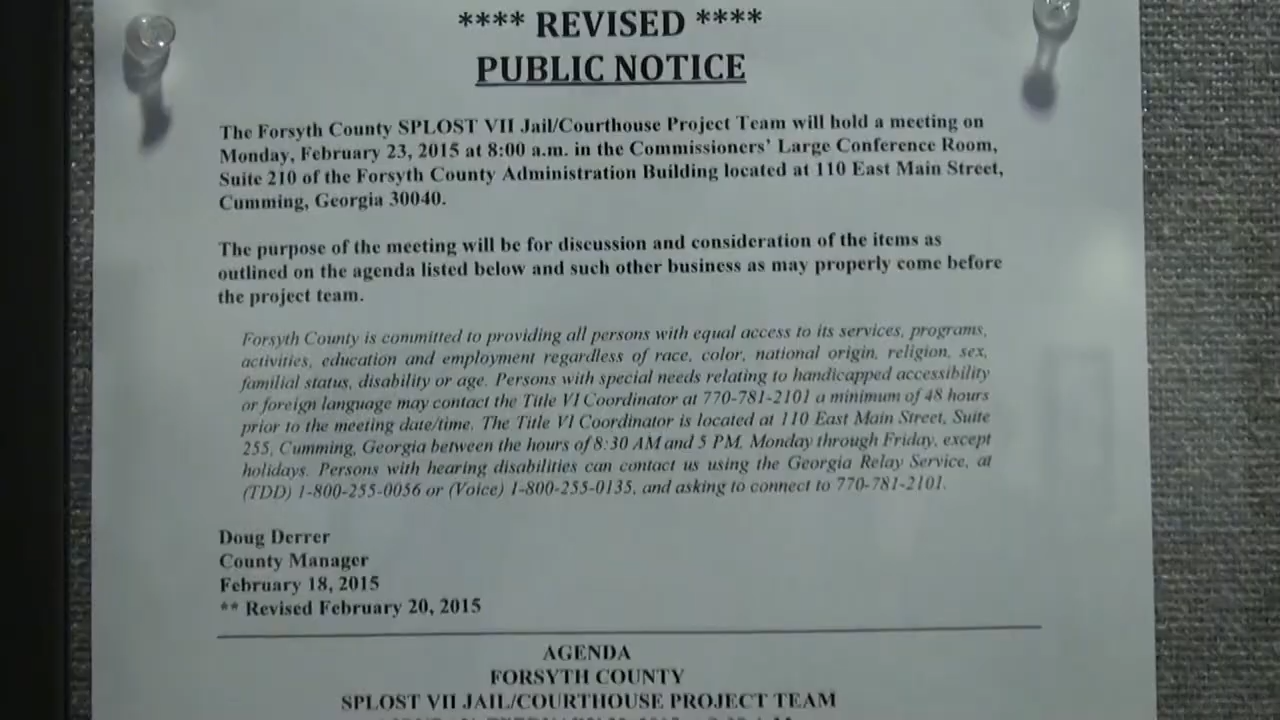 **** REVISED ****
PUBLIC NOTICE
The Forsyth County SPLOST VII Jail/Courthouse Project Team will hold a meeting on
Monday, February 23, 2015 at 8:00 a.m. in the Commissioners' Large Conference Room,
Suite 210 of the Forsyth County Administration Building located at 110 East Main Street,
Cumming, Georgia 30040.
The purpose of the meeting will be for discussion and consideration of the items as
outlined on the agenda listed below and such other business as may properly come before
the project team.
Forsyth County is committed to providing all persons with equal access to its services, programs,
activities, education and employment regardless of race, color, national origin, religion, sex,
familial status, disability or age. Persons with special needs relating to handicapped accessibility
or foreign language may contact the Title VI Coordinator at 770-781-2101 a minimum of 48 hours
prior to the meeting date/time. The Title VI Coordinator is located at 110 East Main Street, Suite
255, Cumming, Georgia between the hours of 8:30 AM and 5 PM, Monday through Friday, except
holidays. Persons with hearing disabilities can contact us using the Georgia Relay Service, at
(TDD) 1-800-255-0056 or (Voice) 1-800-255-0135, and asking to connect to 770-781-2101.
Doug Derrer
County Manager
February 18, 2015
** Revised February 20, 2015
AGENDA
FORSYTH COUNTY
SPLOST VII JAIL/COURTHOUSE PROJECT TEAM